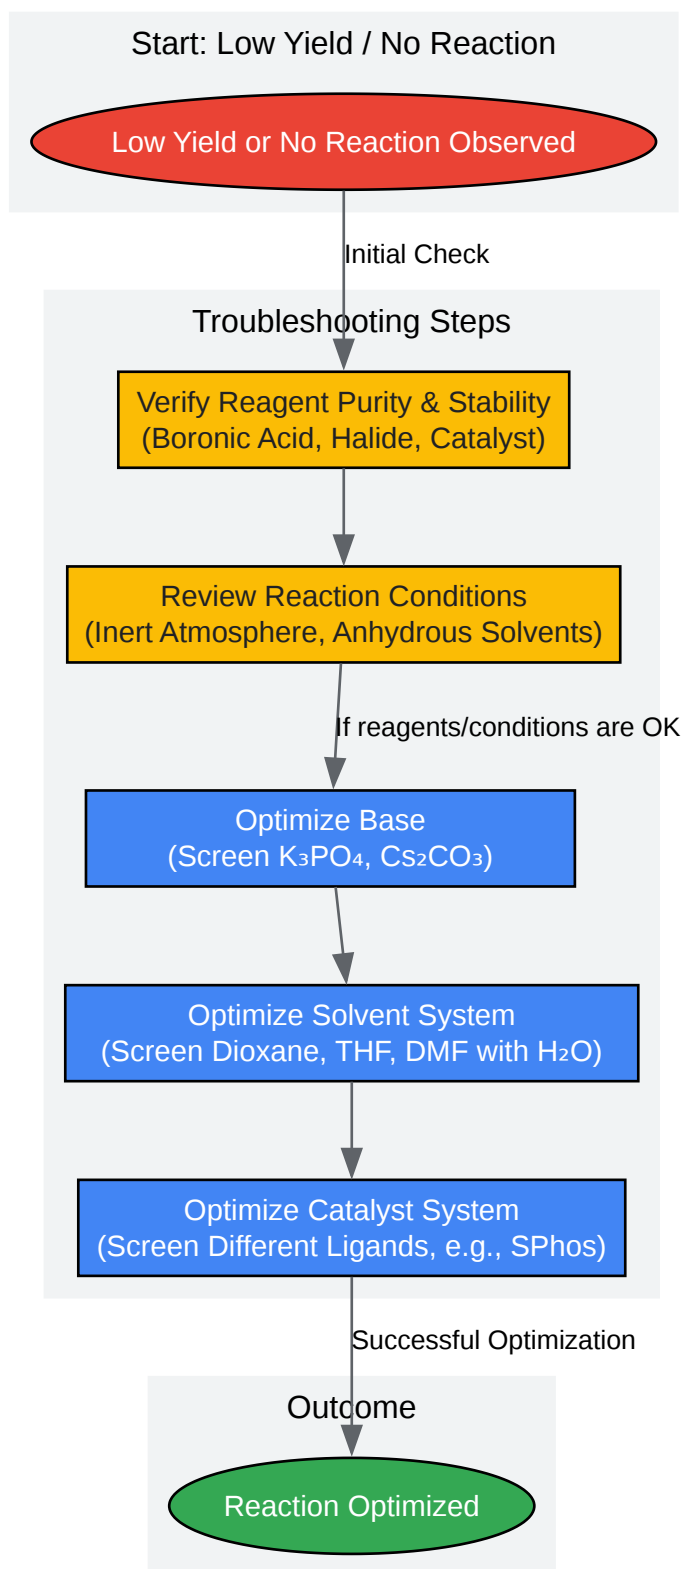 Start: Low Yield / No Reaction
Low Yield or No Reaction Observed
Initial Check
Troubleshooting Steps
Verify Reagent Purity & Stability
(Boronic Acid, Halide, Catalyst)
Review Reaction Conditions
(Inert Atmosphere, Anhydrous Solvents)
If reagents/conditions are OK
Optimize Base
(Screen K₃PO₄, Cs₂CO₃)
Optimize Solvent System
(Screen Dioxane, THF, DMF with H₂O)
Optimize Catalyst System
(Screen Different Ligands, e.g., SPhos)
Successful Optimization
Outcome
Reaction Optimized